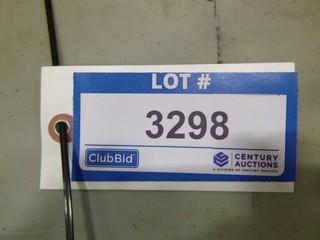 LOT #
3298
ClubBid
CENTURY
AUCTIONS
A DIVISION OF CENTURY SERVICES